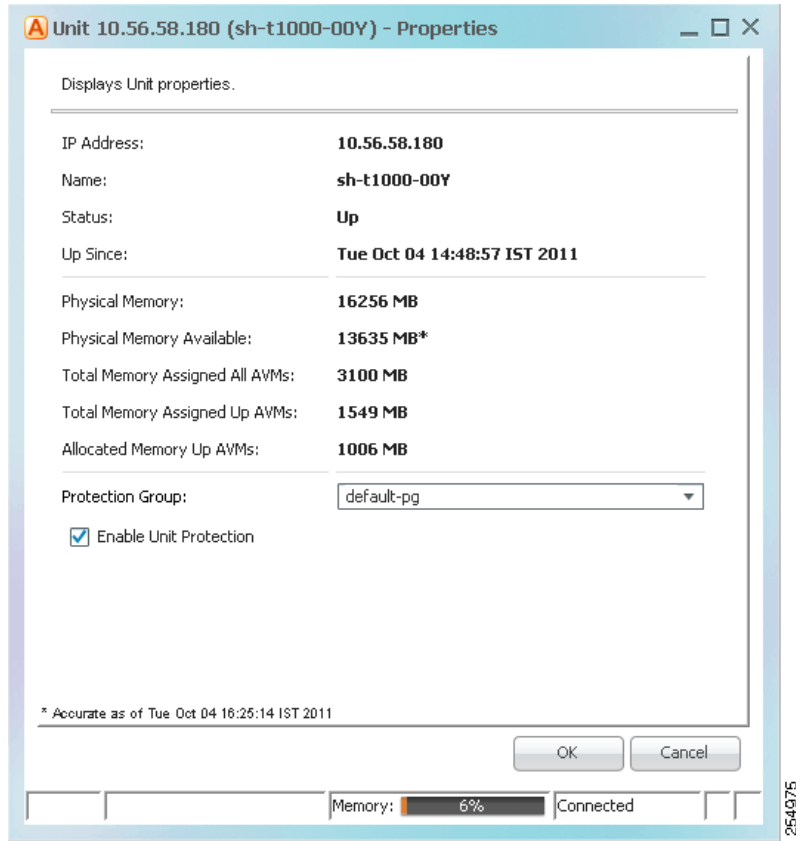 A Unit 10.56.58.180 (sh-t1000-00Y) - Properties
Displays Unit properties.
IP Address: 10.56.58.180
Name: sh-t1000-00Y
Status: Up
Up Since: Tue Oct 04 14:48:57 IST 2011
Physical Memory: 16256 MB
Physical Memory Available: 13635 MB*
Total Memory Assigned All AVMs: 3100 MB
Total Memory Assigned Up AVMs: 1549 MB
Allocated Memory Up AVMs: 1006 MB
Protection Group: default-pg
Enable Unit Protection
* Accurate as of Tue Oct 04 16:25:14 IST 2011
OK Cancel
Memory: 6% Connected
254975